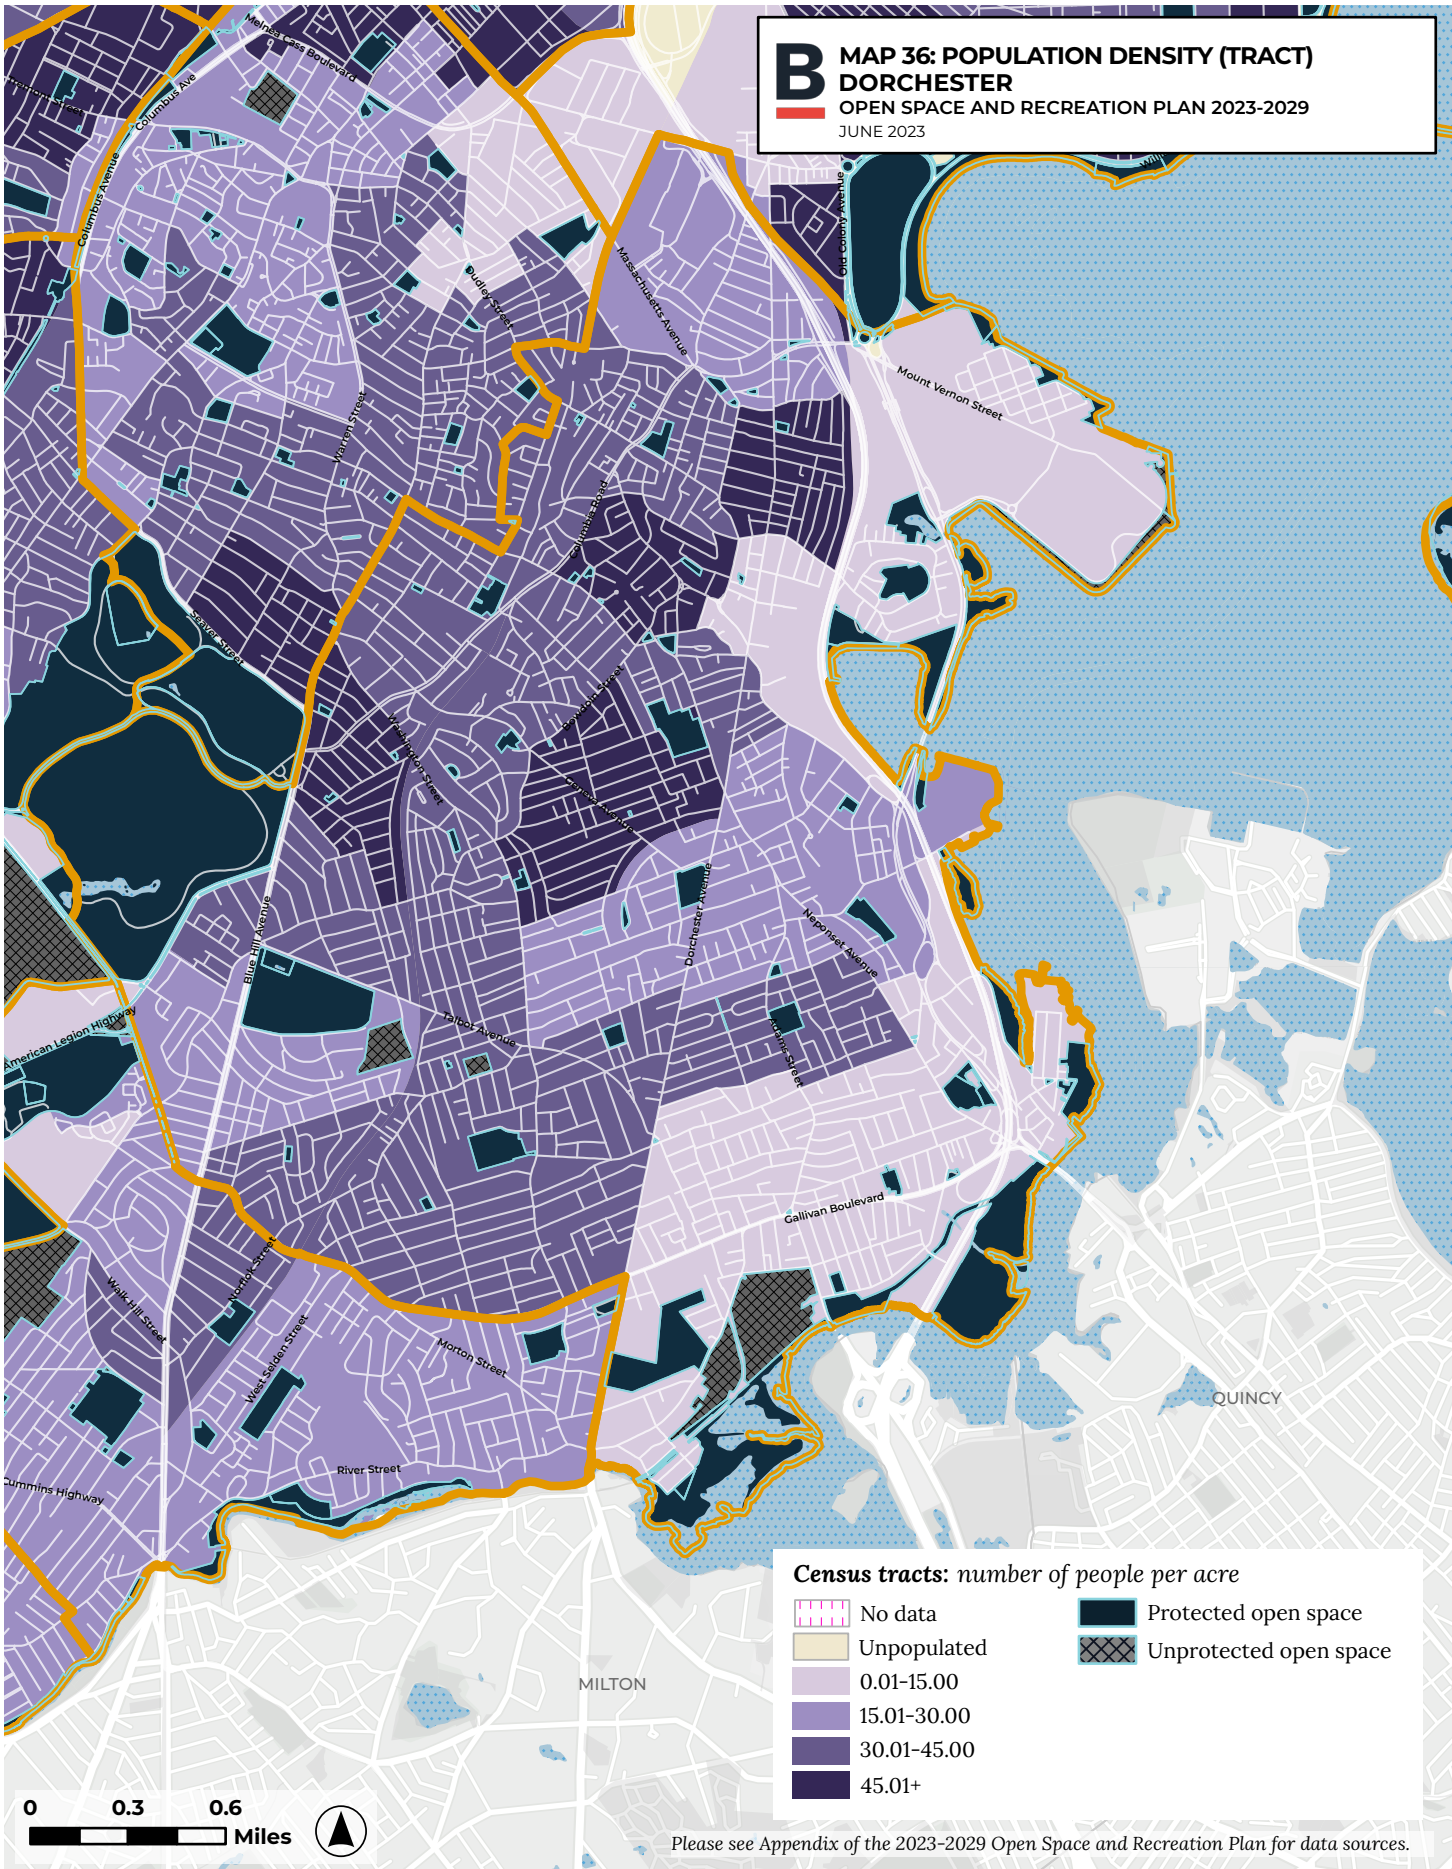 B
MAP 36: POPULATION DENSITY (TRACT)
DORCHESTER
OPEN SPACE AND RECREATION PLAN 2023-2029
JUNE 2023
Melnea Cass Boulevard
Columbus Ave
Columbus Avenue
Old Colony Avenue
Dudley Street
Massachusetts Avenue
Mount Vernon Street
Warren Street
Columbia Road
Seaver Street
Bowdoin Street
Washington Street
Geneva Avenue
Dorchester Avenue
Neponset Avenue
Blue Hill Avenue
American Legion Highway
Talbot Avenue
Adams Street
Gallivan Boulevard
Norfolk Street
Walk Hill Street
West Selden Street
Morton Street
River Street
Cummins Highway
QUINCY
MILTON
Census tracts: number of people per acre
No data
Unpopulated
0.01-15.00
15.01-30.00
30.01-45.00
45.01+
Protected open space
Unprotected open space
0 0.3 0.6
Miles
Please see Appendix of the 2023-2029 Open Space and Recreation Plan for data sources.